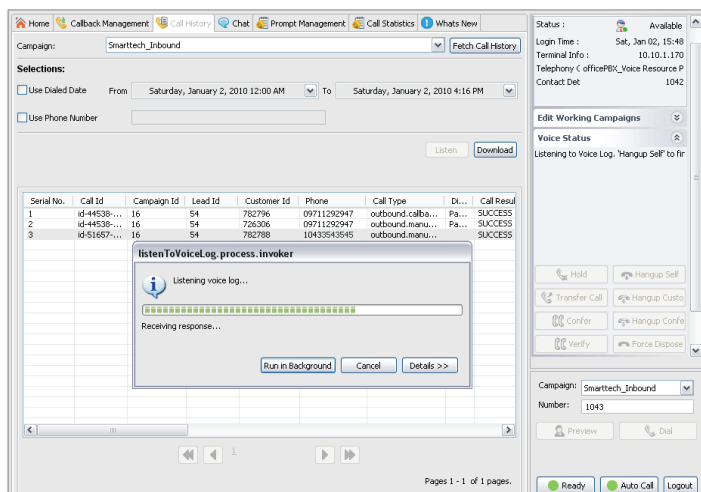 Home Callback Management Call History Chat Prompt Management Call Statistics Whats New
Campaign: Smarttech_Inbound Fetch Call History
Selections:
Use Dialed Date From Saturday, January 2, 2010 12:00 AM To Saturday, January 2, 2010 4:16 PM
Use Phone Number
Listen Download
Serial No. Call Id Campaign Id Lead Id Customer Id Phone Call Type Di... Call Resul
1 id-44538-... 16 54 782796 09711292947 outbound.callba... Pa... SUCCESS
2 id-44538-... 16 54 726306 09711292947 outbound.manu... Pa... SUCCESS
3 id-51657-... 16 54 782788 10433543545 outbound.manu... SUCCESS
listenToVoiceLog.process.invoker
Listening voice log...
Receiving response...
Run in Background Cancel Details >>
1
Pages 1 - 1 of 1 pages.
Status : Available
Login Time : Sat, Jan 02, 15:48
Terminal Info : 10.10.1.170
Telephony ( officePBX_Voice Resource P
Contact Det 1042
Edit Working Campaigns
Voice Status
Listening to Voice Log. 'Hangup Self' to fir
Hold Hangup Self
Transfer Call Hangup Custo
Confer Hangup Confe
Verify Force Dispose
Campaign: Smarttech_Inbound
Number: 1043
Preview Dial
Ready Auto Call Logout